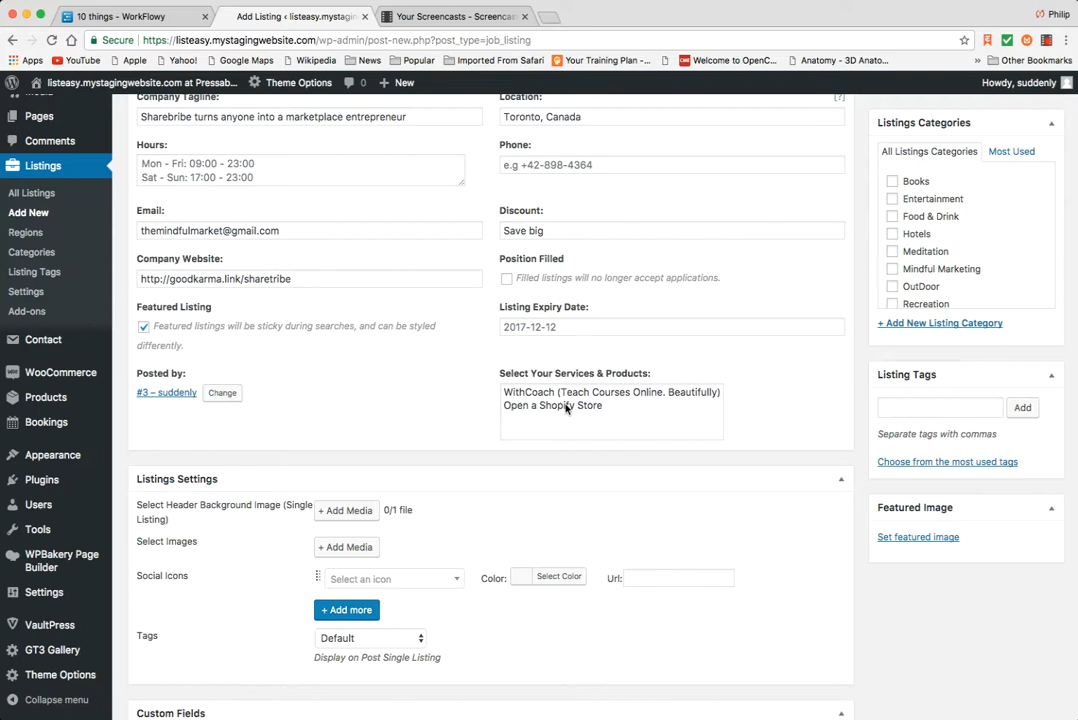 10 things - WorkFlowy
Add Listing ‹ listeasy.mystaging
Your Screencasts - Screencast
Philip
Secure
https://listeasy.mystagingwebsite.com/wp-admin/post-new.php?post_type=job_listing
Apps
YouTube
Apple
Yahoo!
Google Maps
Wikipedia
News
Popular
Imported From Safari
Your Training Plan - ...
Welcome to OpenC...
Anatomy - 3D Anato...
Other Bookmarks
listeasy.mystagingwebsite.com at Pressab...
Theme Options
0
New
Howdy, suddenly
Media
Pages
Comments
Listings
All Listings
Add New
Regions
Categories
Listing Tags
Settings
Add-ons
Contact
WooCommerce
Products
Bookings
Appearance
Plugins
Users
Tools
WPBakery Page
Builder
Settings
VaultPress
GT3 Gallery
Theme Options
Collapse menu
Company Tagline:
Sharebribe turns anyone into a marketplace entrepreneur
Location:
[?]
Toronto, Canada
Hours:
Mon - Fri: 09:00 - 23:00
Sat - Sun: 17:00 - 23:00
Phone:
e.g +42-898-4364
Email:
themindfulmarket@gmail.com
Discount:
Save big
Company Website:
http://goodkarma.link/sharetribe
Position Filled
Filled listings will no longer accept applications.
Featured Listing
Featured listings will be sticky during searches, and can be styled
differently.
Listing Expiry Date:
2017-12-12
Posted by:
#3 – suddenly
Change
Select Your Services & Products:
WithCoach (Teach Courses Online. Beautifully)
Open a Shopify Store
Listings Settings
Select Header Background Image (Single
Listing)
+ Add Media
0/1 file
Select Images
+ Add Media
Social Icons
Select an icon
Color:
Select Color
Url:
+ Add more
Tags
Default
Display on Post Single Listing
Custom Fields
Listings Categories
All Listings Categories
Most Used
Books
Entertainment
Food & Drink
Hotels
Meditation
Mindful Marketing
OutDoor
Recreation
+ Add New Listing Category
Listing Tags
Add
Separate tags with commas
Choose from the most used tags
Featured Image
Set featured image